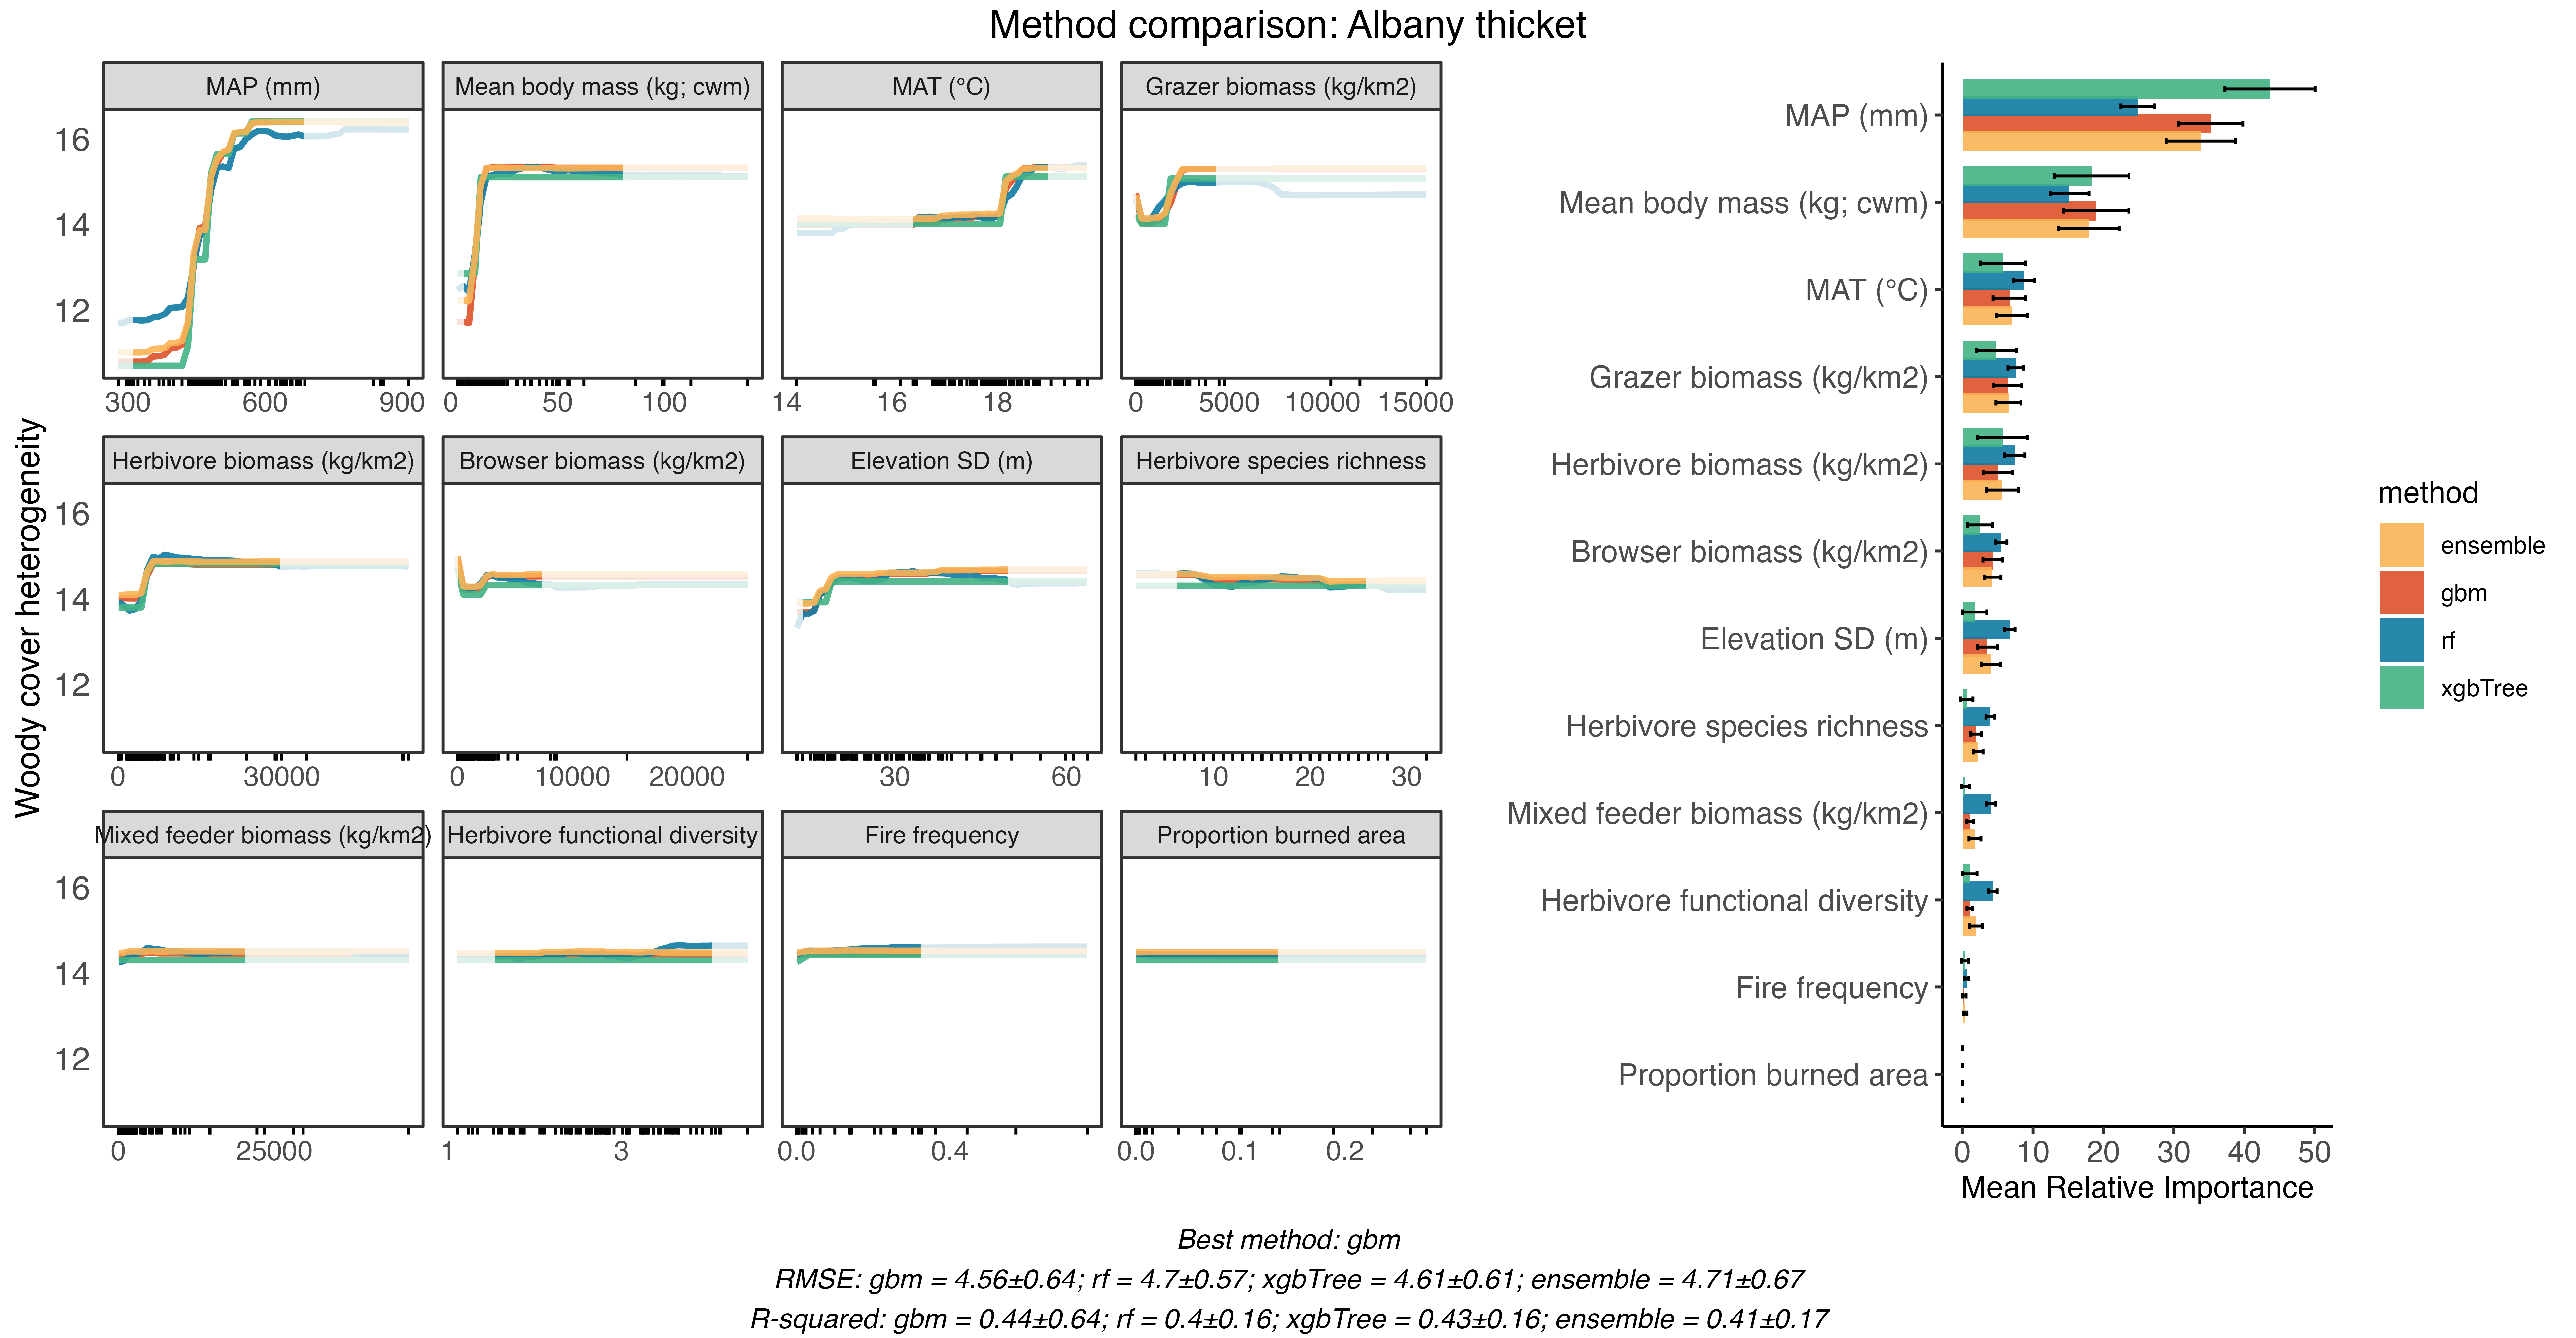 Method comparison: Albany thicket
MAP (mm)
Mean body mass (kg; cwm)
MAT (°C)
Grazer biomass (kg/km2)
16
14
12
300 600 900
0 50 100
14 16 18
0 5000 10000 15000
Woody cover heterogeneity
Herbivore biomass (kg/km2)
Browser biomass (kg/km2)
Elevation SD (m)
Herbivore species richness
16
14
12
0 30000
0 10000 20000
30 60
10 20 30
Mixed feeder biomass (kg/km2)
Herbivore functional diversity
Fire frequency
Proportion burned area
16
14
12
0 25000
1 3
0.0 0.4
0.0 0.1 0.2
MAP (mm)
Mean body mass (kg; cwm)
MAT (°C)
Grazer biomass (kg/km2)
Herbivore biomass (kg/km2)
Browser biomass (kg/km2)
Elevation SD (m)
Herbivore species richness
Mixed feeder biomass (kg/km2)
Herbivore functional diversity
Fire frequency
Proportion burned area
0 10 20 30 40 50
Mean Relative Importance
method
ensemble
gbm
rf
xgbTree
Best method: gbm
RMSE: gbm = 4.56±0.64; rf = 4.7±0.57; xgbTree = 4.61±0.61; ensemble = 4.71±0.67
R-squared: gbm = 0.44±0.64; rf = 0.4±0.16; xgbTree = 0.43±0.16; ensemble = 0.41±0.17